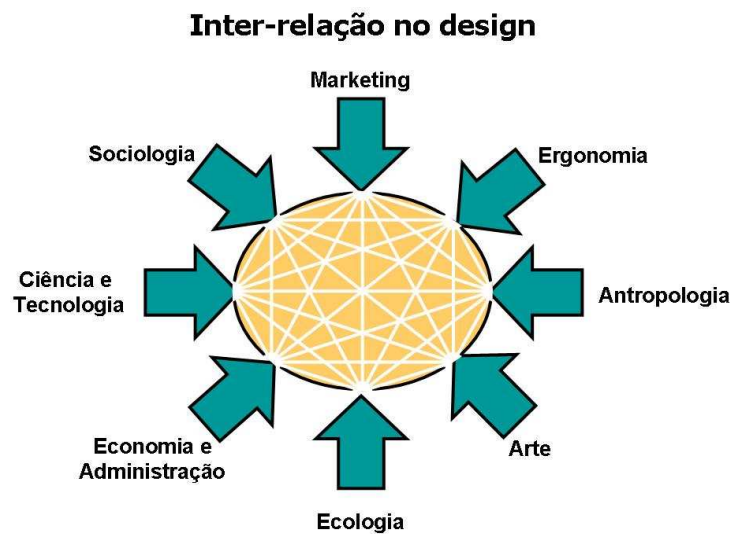 Inter-relação no design
Marketing
Sociologia
Ergonomia
Ciência e
Tecnologia
Antropologia
Economia e
Administração
Arte
Ecologia